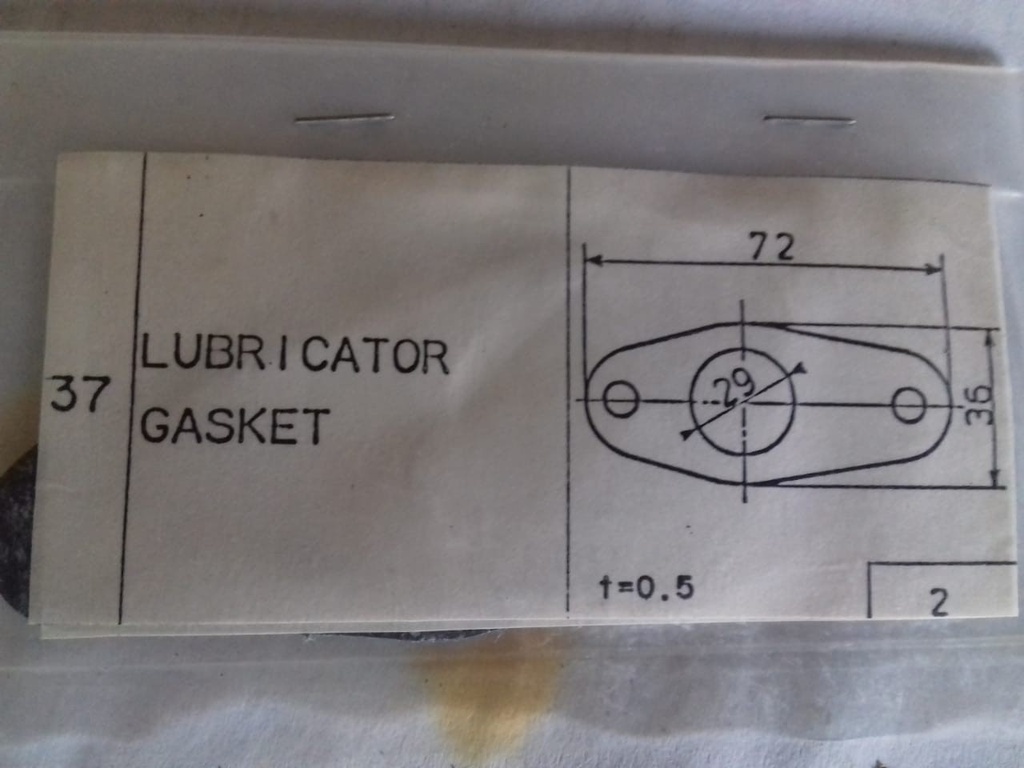 37
LUBRICATOR
GASKET
72
29
36
t=0.5
2